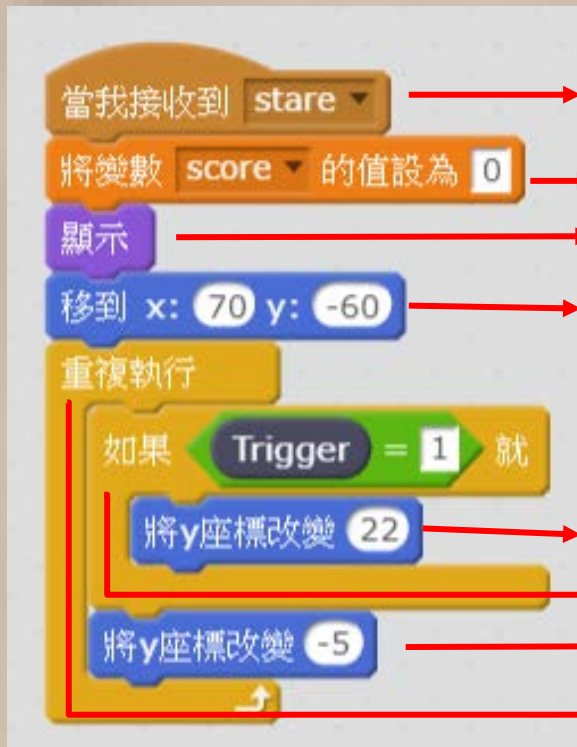 當我接收到 stare
將變數 score 的值設為 0
顯示
移到 x: 70 y: -60
重複執行
如果 Trigger = 1 就
將y座標改變 22
將y座標改變 -5